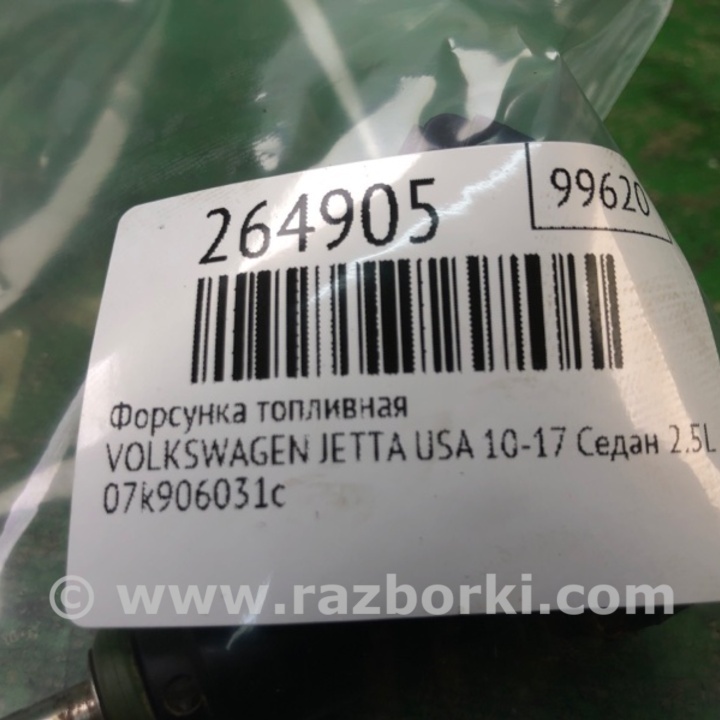 264905
99620
Форсунка топливная
VOLKSWAGEN JETTA USA 10-17 Седан 2.5L
07k906031c
© www.razborki.com